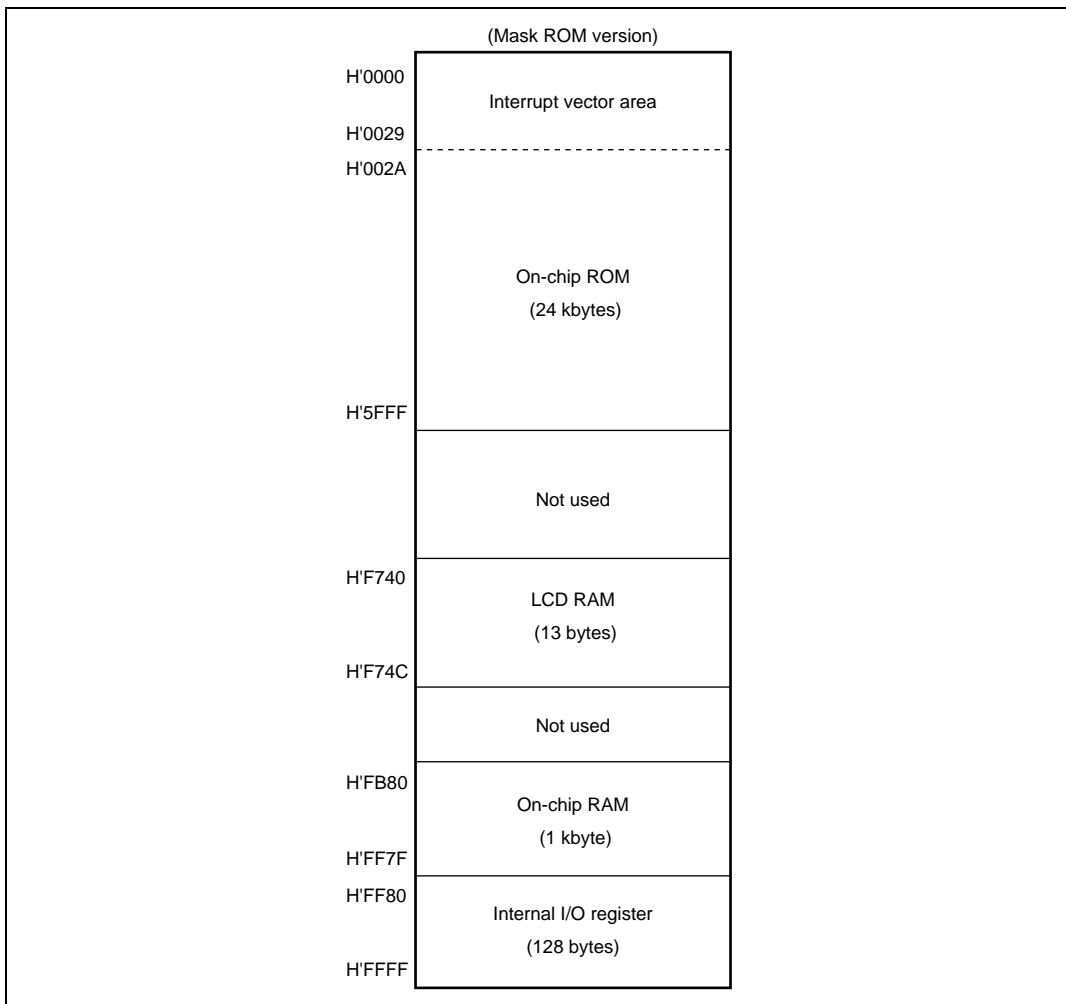 (Mask ROM version)
H'0000
Interrupt vector area
H'0029
H'002A
On-chip ROM
(24 kbytes)
H'5FFF
Not used
H'F740
LCD RAM
(13 bytes)
H'F74C
Not used
H'FB80
On-chip RAM
(1 kbyte)
H'FF7F
H'FF80
Internal I/O register
(128 bytes)
H'FFFF